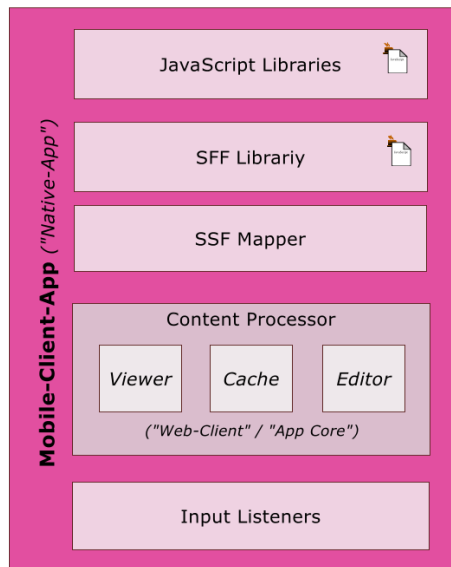 JavaScript Libraries
SFF Librariy
SSF Mapper
Content Processor
Viewer
Cache
Editor
("Web-Client" / "App Core")
Input Listeners
Mobile-Client-App ("Native-App")